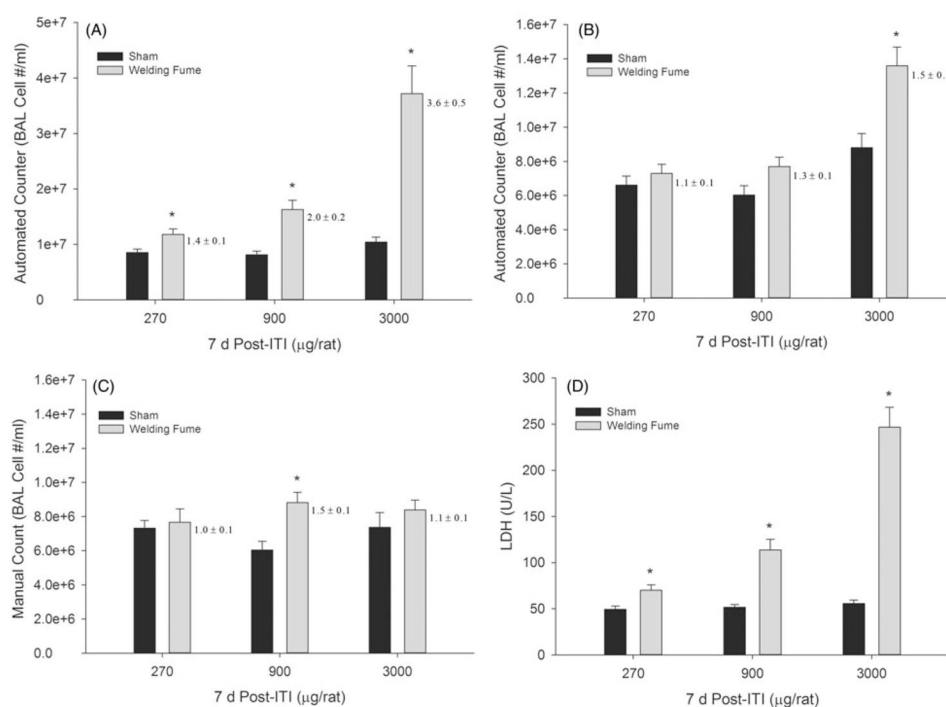 (A)
Automated Counter (BAL Cell #/ml)
5e+7
4e+7
3e+7
2e+7
1e+7
0
Sham
Welding Fume
*
1.4 ± 0.1
*
2.0 ± 0.2
*
3.6 ± 0.5
270 900 3000
7 d Post-ITI (µg/rat)
(B)
Automated Counter (BAL Cell #/ml)
1.6e+7
1.4e+7
1.2e+7
1.0e+7
8.0e+6
6.0e+6
4.0e+6
2.0e+6
0.0
Sham
Welding Fume
1.1 ± 0.1
1.3 ± 0.1
*
1.5 ± 0.
270 900 3000
7 d Post-ITI (µg/rat)
(C)
Manual Count (BAL Cell #/ml)
1.6e+7
1.4e+7
1.2e+7
1.0e+7
8.0e+6
6.0e+6
4.0e+6
2.0e+6
0.0
Sham
Welding Fume
1.0 ± 0.1
*
1.5 ± 0.1
1.1 ± 0.1
270 900 3000
7 d Post-ITI (µg/rat)
(D)
LDH (U/L)
300
250
200
150
100
50
0
Sham
Welding Fume
*
*
*
270 900 3000
7 d Post-ITI (µg/rat)